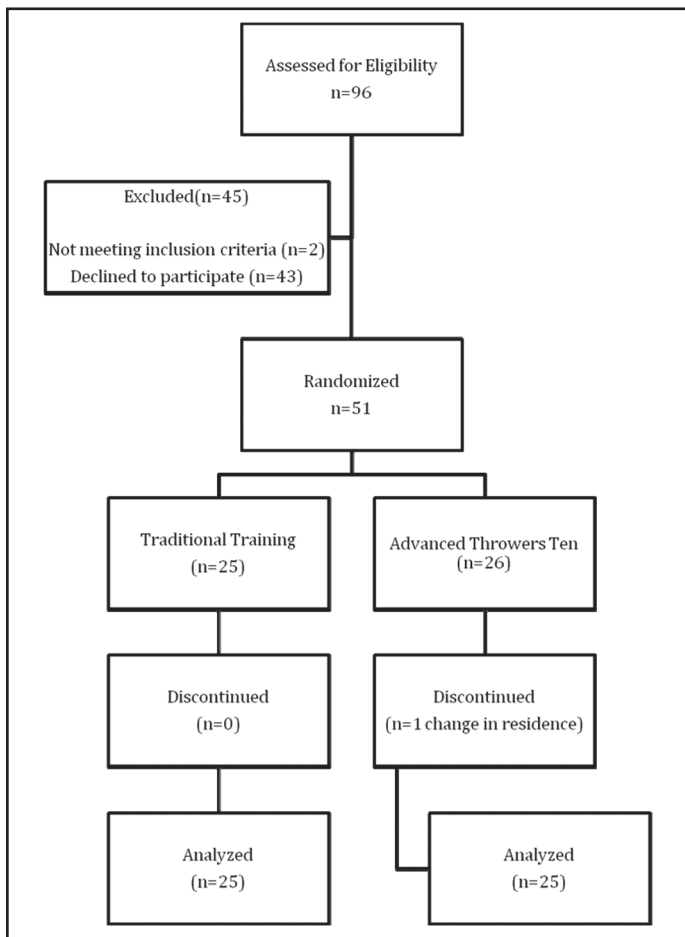 Assessed for Eligibility
n=96
Excluded(n=45)
Not meeting inclusion criteria (n=2)
Declined to participate (n=43)
Randomized
n=51
Traditional Training
(n=25)
Advanced Throwers Ten
(n=26)
Discontinued
(n=0)
Discontinued
(n=1 change in residence)
Analyzed
(n=25)
Analyzed
(n=25)